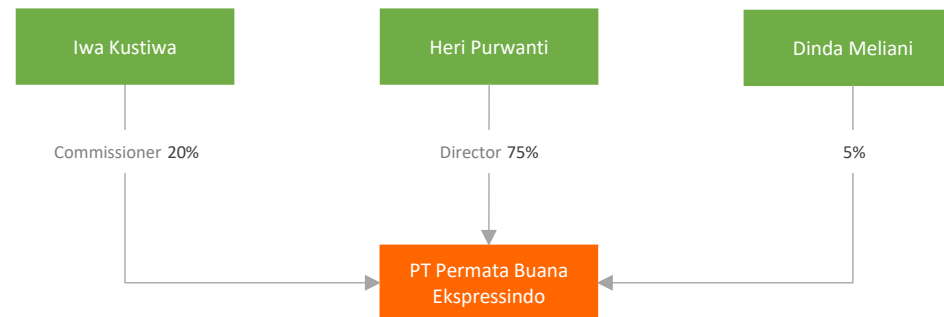 Iwa Kustiwa
Heri Purwanti
Dinda Meliani
Commissioner 20%
Director 75%
5%
PT Permata Buana
Ekspressindo